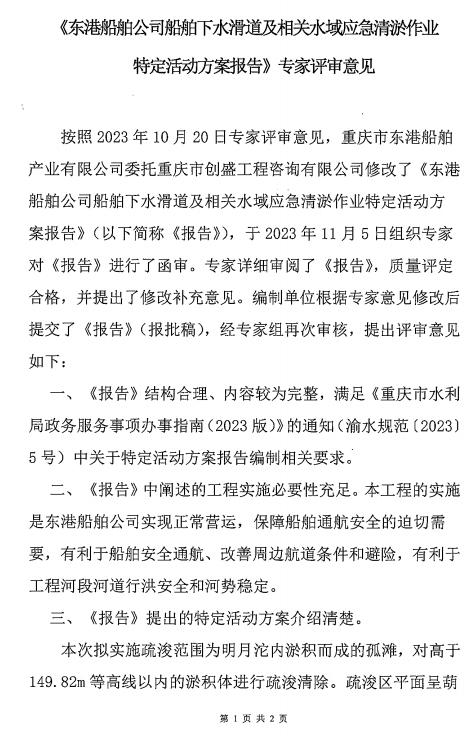 《东港船舶公司船舶下水滑道及相关水域应急清淤作业
特定活动方案报告》专家评审意见
按照 2023 年 10 月 20 日专家评审意见，重庆市东港船舶
产业有限公司委托重庆市创盛工程咨询有限公司修改了《东港
船舶公司船舶下水滑道及相关水域应急清淤作业特定活动方
案报告》（以下简称《报告》），于 2023 年 11 月 5 日组织专家
对《报告》进行了函审。专家详细审阅了《报告》，质量评定
合格，并提出了修改补充意见。编制单位根据专家意见修改后
提交了《报告》（报批稿），经专家组再次审核，提出评审意见
如下：
一、《报告》结构合理、内容较为完整，满足《重庆市水利
局政务服务事项办事指南（2023 版）》的通知（渝水规范〔2023〕
5 号）中关于特定活动方案报告编制相关要求。
二、《报告》中阐述的工程实施必要性充足。本工程的实施
是东港船舶公司实现正常营运，保障船舶通航安全的迫切需
要，有利于船舶安全通航、改善周边航道条件和避险，有利于
工程河段河道行洪安全和河势稳定。
三、《报告》提出的特定活动方案介绍清楚。
本次拟实施疏浚范围为明月沱内淤积而成的孤滩，对高于
149.82m 等高线以内的淤积体进行疏浚清除。疏浚区平面呈葫
第 1 页 共 2 页